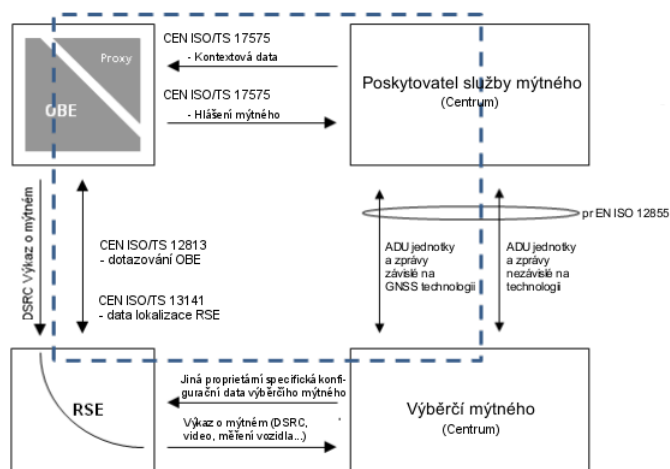 Proxy
OBE
CEN ISO/TS 17575
- Kontextová data
CEN ISO/TS 17575
- Hlášení mýtného
Poskytovatel služby mýtného
(Centrum)
DSRC Výkaz o mýtném
CEN ISO/TS 12813
- dotazování OBE
CEN ISO/TS 13141
- data lokalizace RSE
ADU jednotky
a zprávy
závislé na
GNSS technologii
ADU jednotky
a zprávy
nezávislé na
technologii
pr EN ISO 12855
RSE
Jiná proprietární specifická konfi-
gurační data výběrčího mýtného
Výkaz o mýtném (DSRC,
video, měření vozidla...)
Výběrčí mýtného
(Centrum)